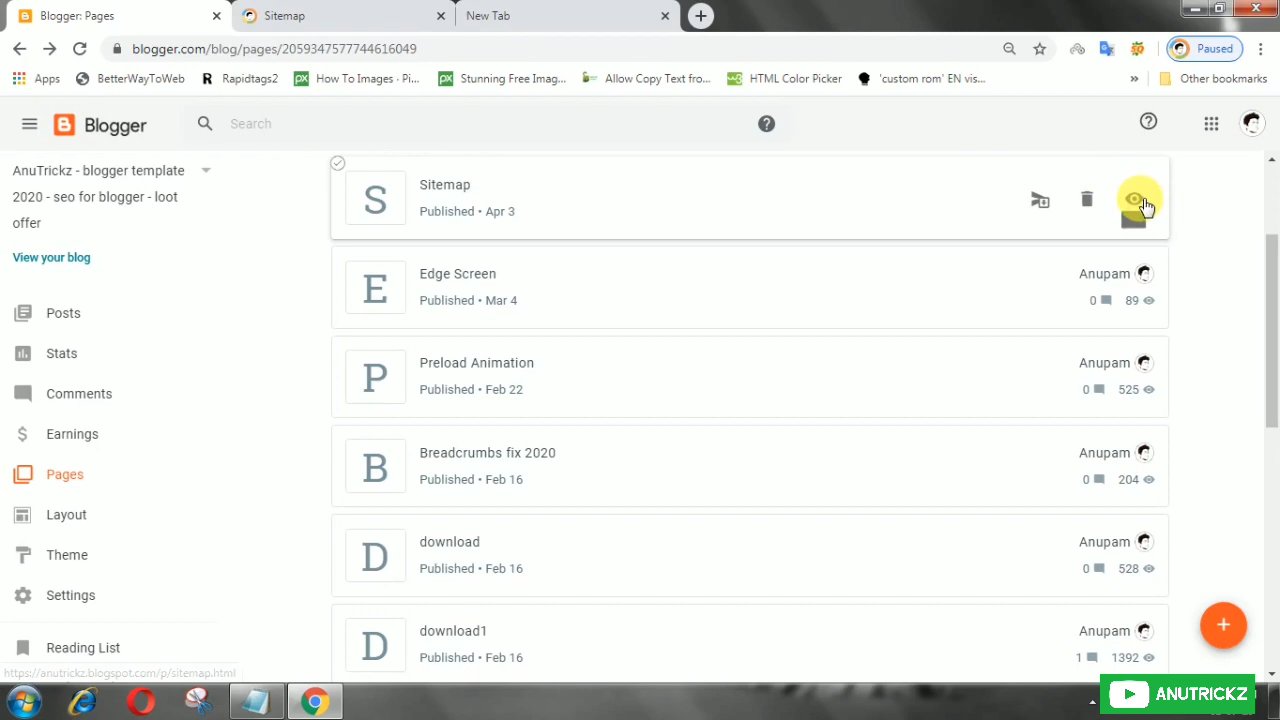 Blogger: Pages
Sitemap
New Tab
blogger.com/blog/pages/2059347577744616049
Paused
Apps
BetterWayToWeb
Rapidtags2
How To Images - Pi...
Stunning Free Imag...
Allow Copy Text fro...
HTML Color Picker
'custom rom' EN vis...
»
Other bookmarks
Blogger
Search
AnuTrickz - blogger template
2020 - seo for blogger - loot
offer
View your blog
Posts
Stats
Comments
Earnings
Pages
Layout
Theme
Settings
Reading List
https://anutrickz.blogspot.com/p/sitemap.html
S
Sitemap
Published • Apr 3
E
Edge Screen
Published • Mar 4
Anupam
0 89
P
Preload Animation
Published • Feb 22
Anupam
0 525
B
Breadcrumbs fix 2020
Published • Feb 16
Anupam
0 204
D
download
Published • Feb 16
Anupam
0 528
D
download1
Published • Feb 16
Anupam
1 1392
ANUTRICKZ